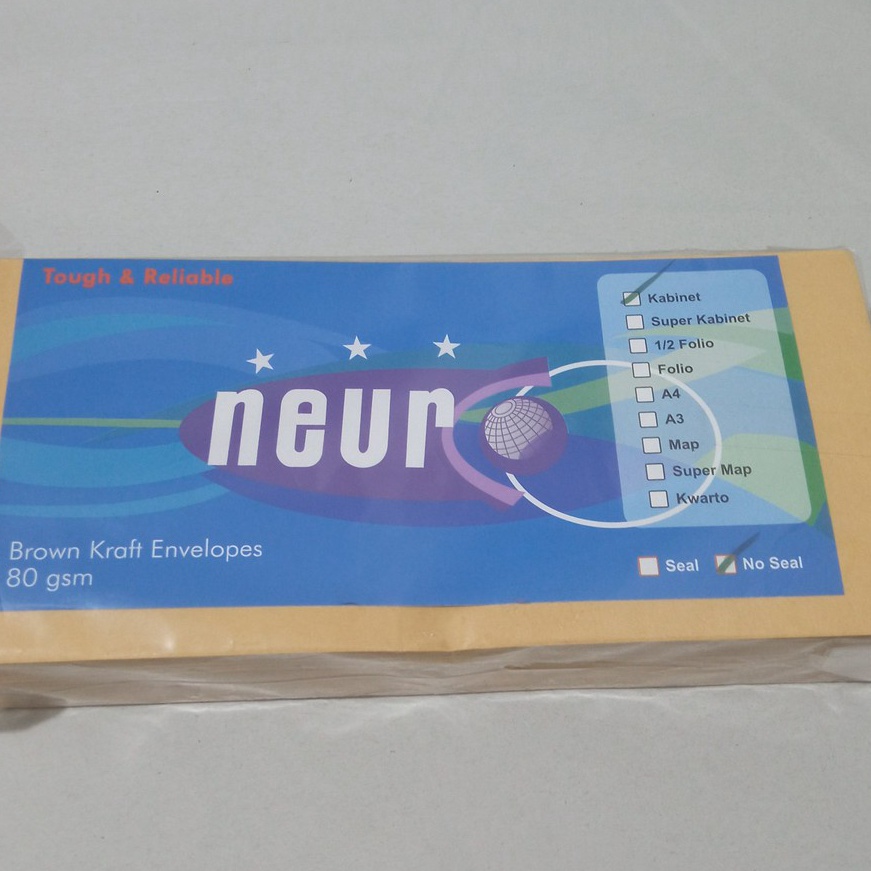 Tough & Reliable
neuro
Brown Kraft Envelopes
80 gsm
Kabinet
Super Kabinet
1/2 Folio
Folio
A4
A3
Map
Super Map
Kwarto
Seal
No Seal